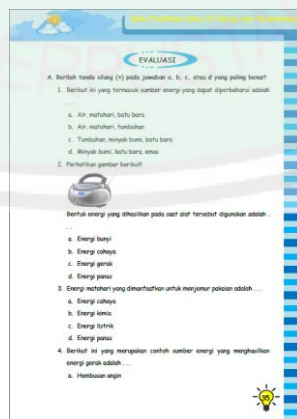 EVALUASI
A. Berilah tanda silang (×) pada jawaban a, b, c, atau d yang paling benar!
1. Berikut ini yang termasuk sumber energi yang dapat diperbaharui adalah
. . .
a. Air, matahari, batu bara
b. Air, matahari, tumbuhan
c. Tumbuhan, minyak bumi, batu bara
d. Minyak bumi, batu bara, emas
2. Perhatikan gambar berikut!
Bentuk energi yang dihasilkan pada saat alat tersebut digunakan adalah .
. .
a. Energi bunyi
b. Energi cahaya
c. Energi gerak
d. Energi panas
3. Energi matahari yang dimanfaatkan untuk menjemur pakaian adalah . . .
a. Energi cahaya
b. Energi kimia
c. Energi listrik
d. Energi panas
4. Berikut ini yang merupakan contoh sumber energi yang menghasilkan
energi gerak adalah . . .
a. Hembusan angin
35